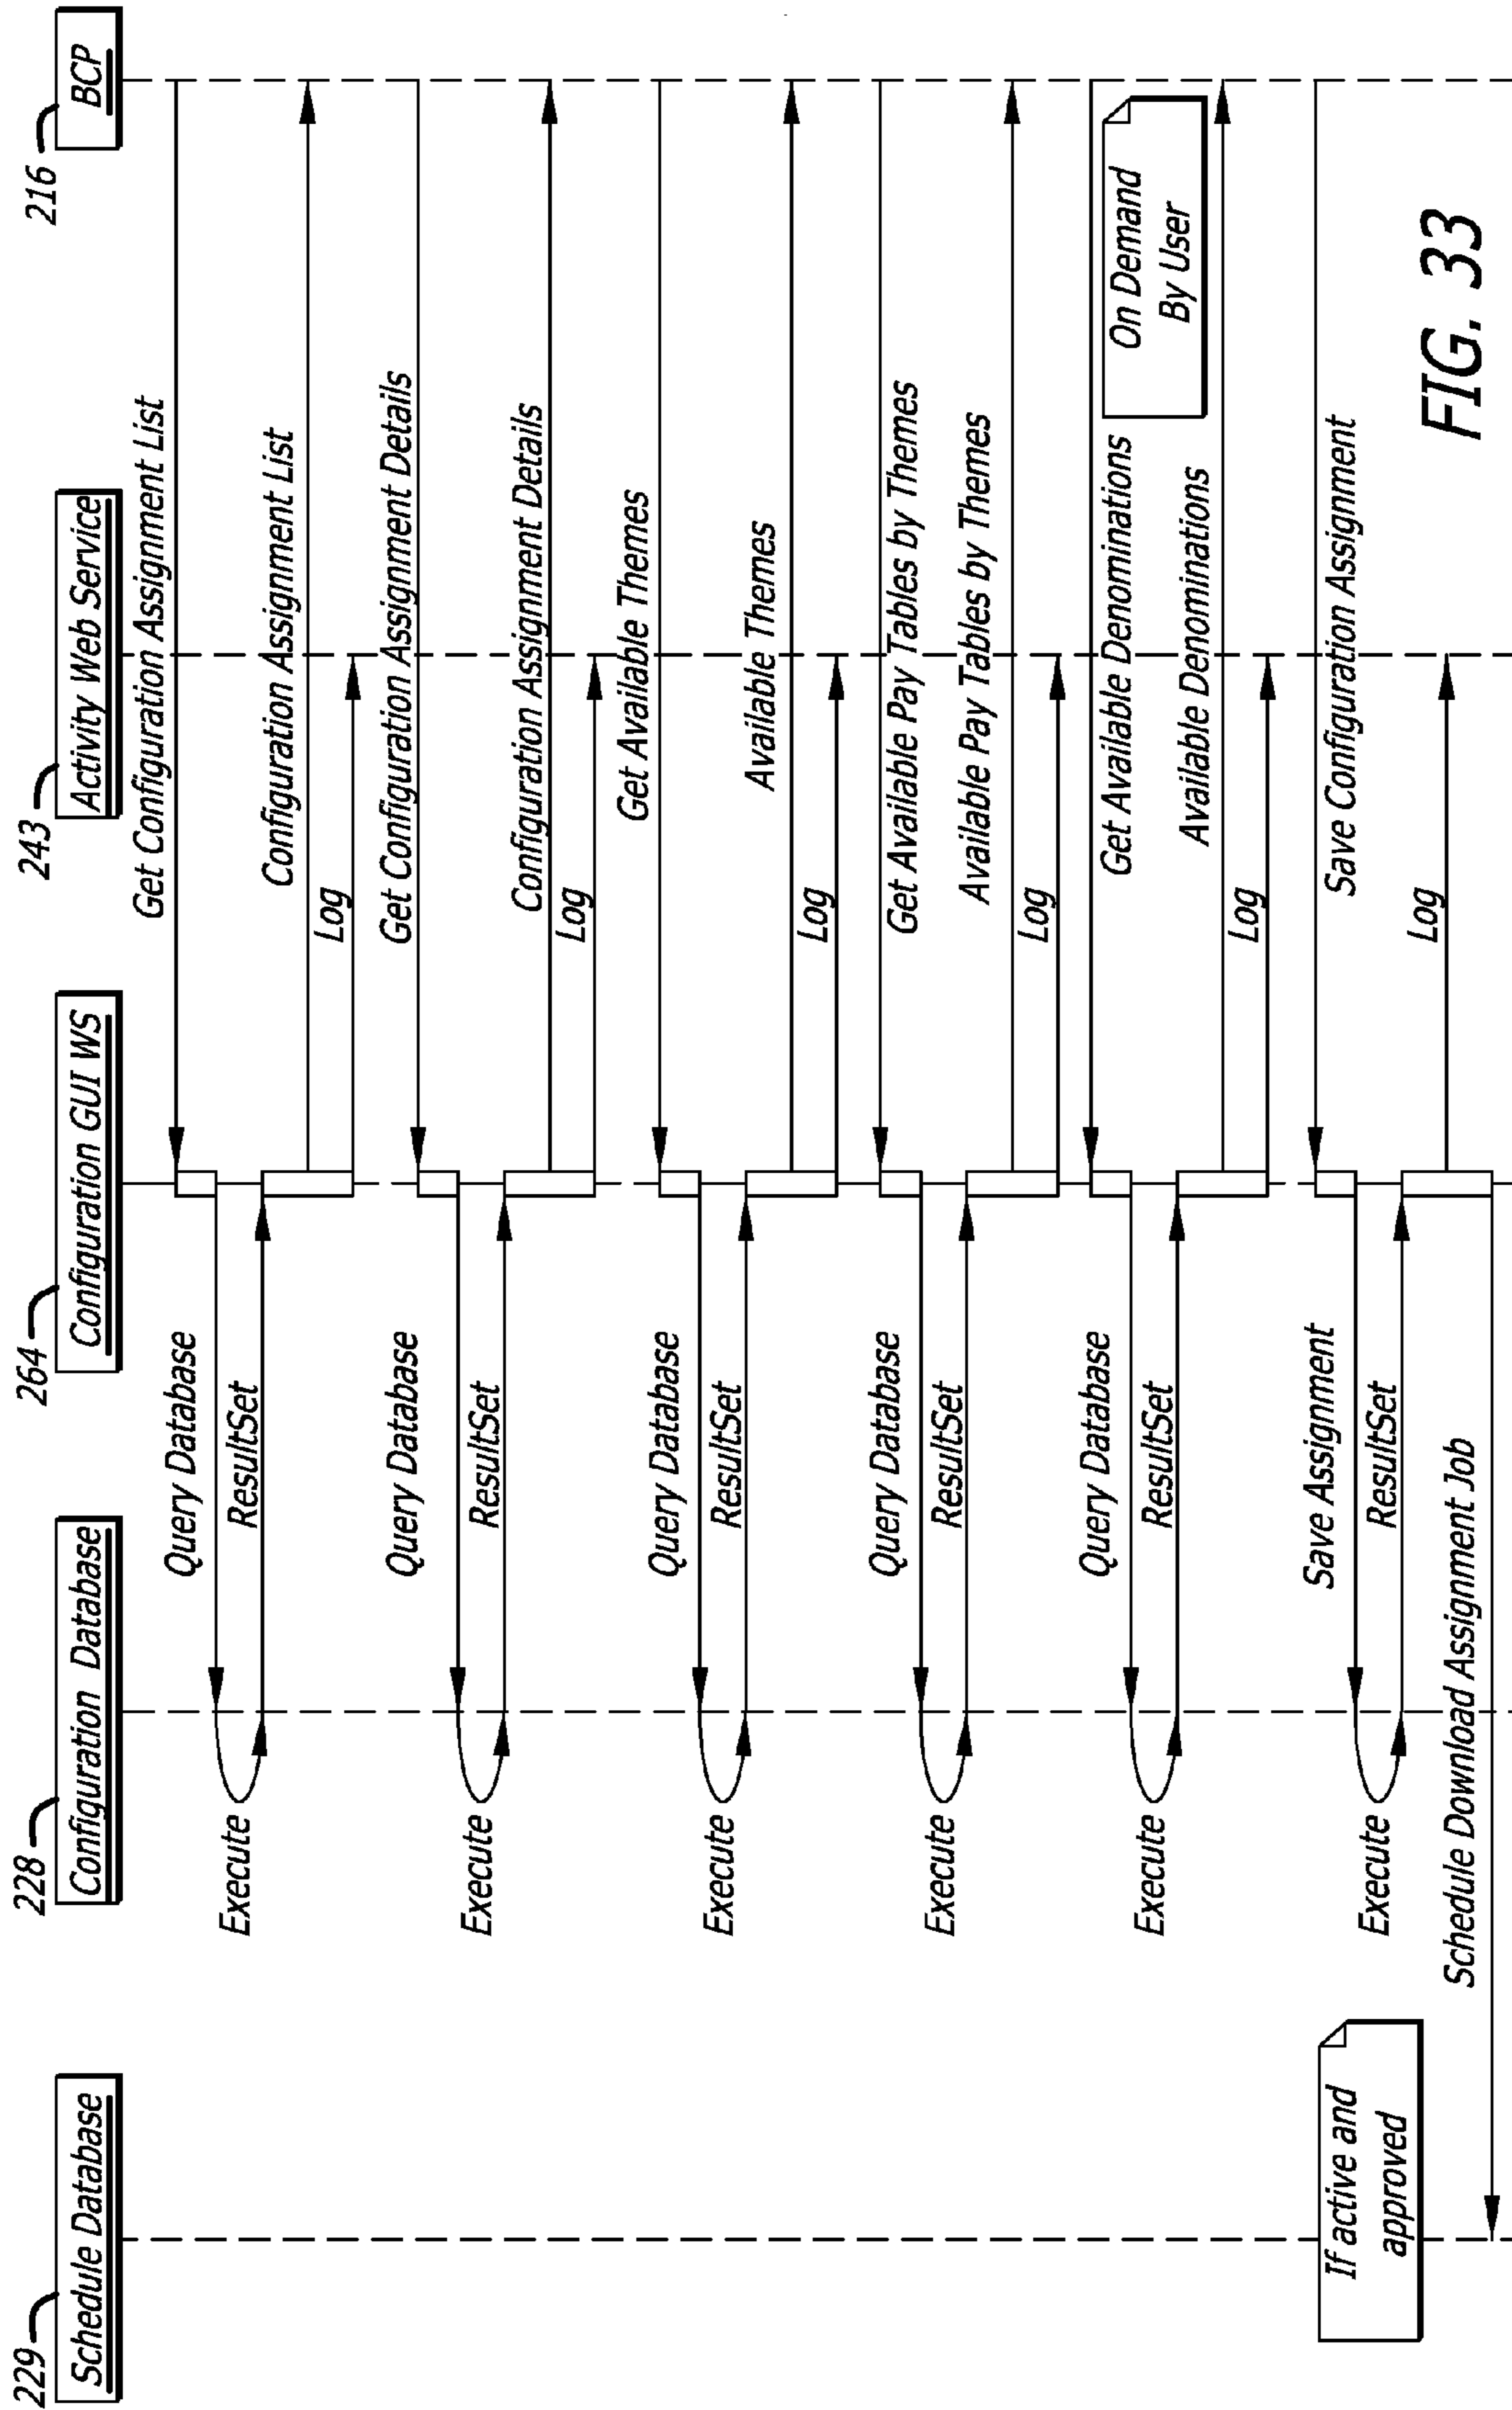 229
Schedule Database
228
Configuration Database
264
Configuration GUI WS
243
Activity Web Service
216
BCP
Get Configuration Assignment List
Query Database
Execute
ResultSet
Configuration Assignment List
Log
Get Configuration Assignment Details
Query Database
Execute
ResultSet
Configuration Assignment Details
Log
Get Available Themes
Query Database
Execute
ResultSet
Available Themes
Log
Get Available Pay Tables by Themes
Query Database
Execute
ResultSet
Available Pay Tables by Themes
Log
Get Available Denominations
On Demand
By User
Query Database
Execute
ResultSet
Available Denominations
Log
Save Configuration Assignment
Save Assignment
Execute
ResultSet
Log
If active and
approved
Schedule Download Assignment Job
FIG. 33